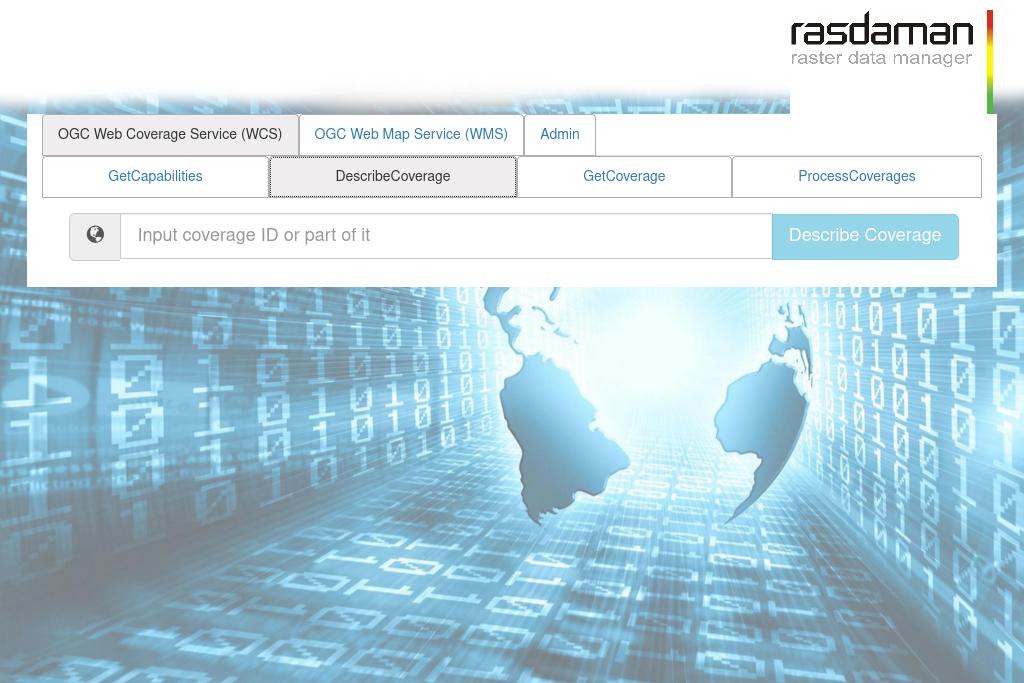 rasdaman
raster data manager
OGC Web Coverage Service (WCS) OGC Web Map Service (WMS) Admin
GetCapabilities DescribeCoverage GetCoverage ProcessCoverages
Input coverage ID or part of it Describe Coverage